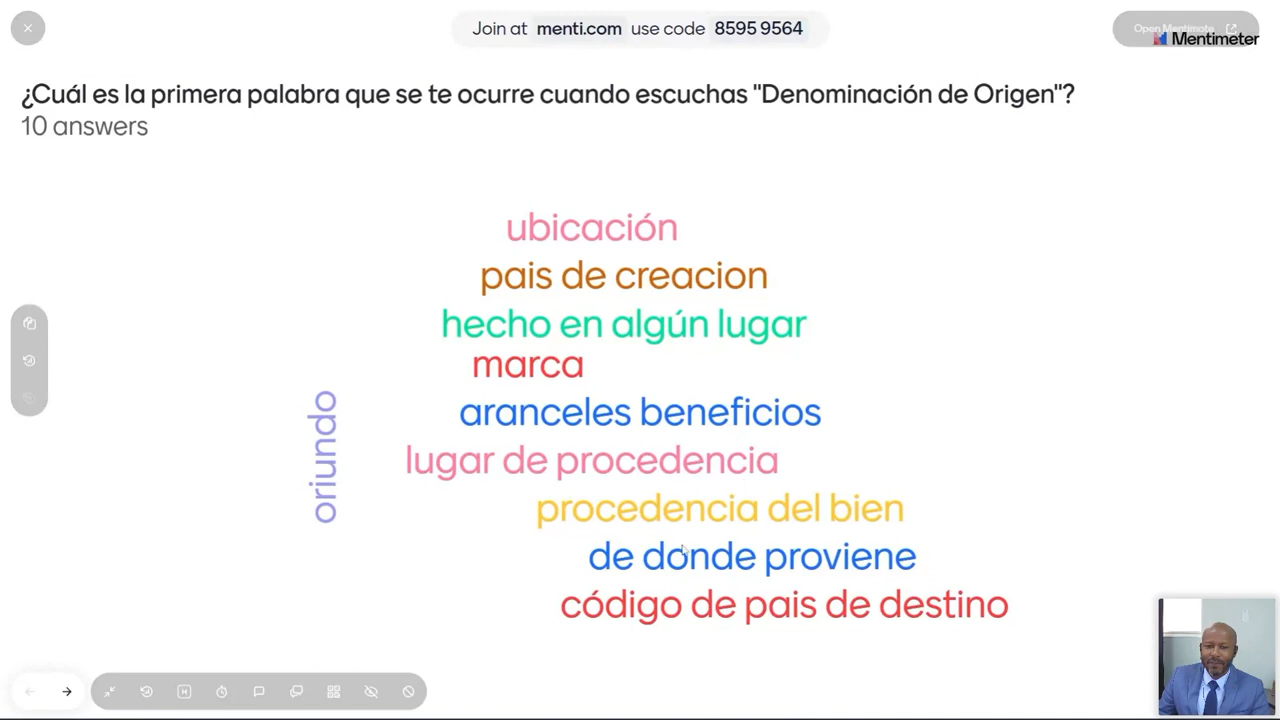 Join at menti.com use code 8595 9564
Open Mentimeter
Mentimeter
¿Cuál es la primera palabra que se te ocurre cuando escuchas "Denominación de Origen"?
10 answers
ubicación
pais de creacion
hecho en algún lugar
marca
aranceles beneficios
oriundo
lugar de procedencia
procedencia del bien
de donde proviene
código de pais de destino